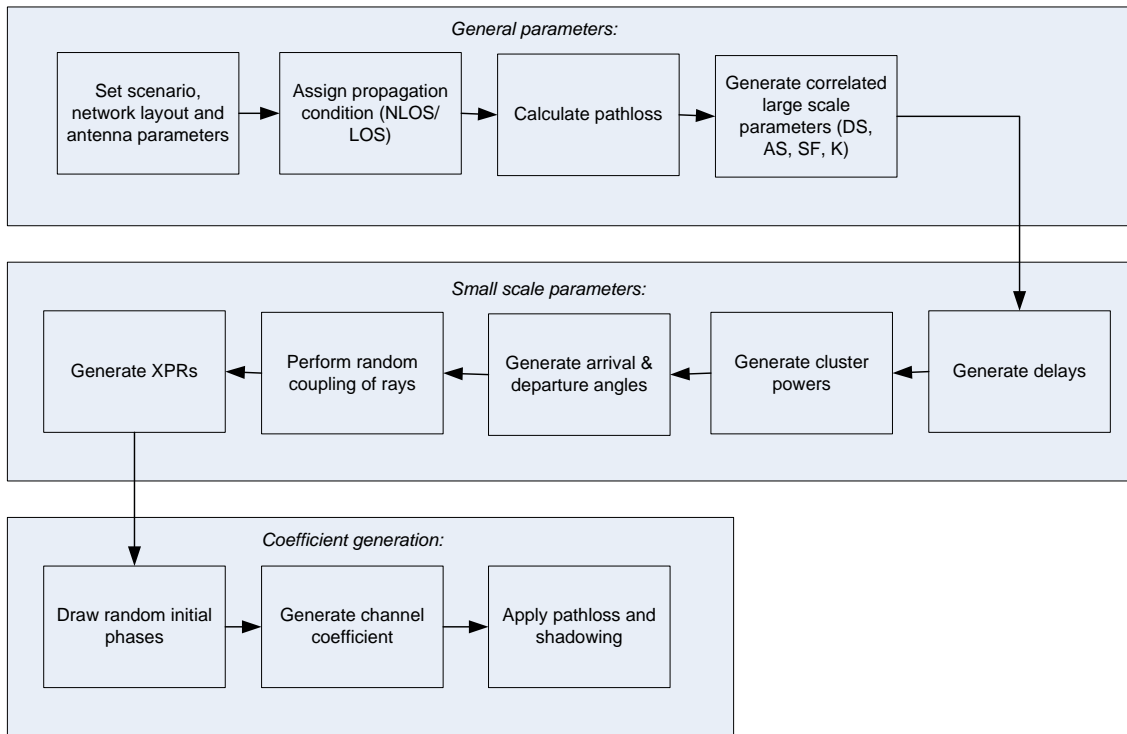 General parameters:
Set scenario,
network layout and
antenna parameters
Assign propagation
condition (NLOS/
LOS)
Calculate pathloss
Generate correlated
large scale
parameters (DS,
AS, SF, K)
Small scale parameters:
Generate XPRs
Perform random
coupling of rays
Generate arrival &
departure angles
Generate cluster
powers
Generate delays
Coefficient generation:
Draw random initial
phases
Generate channel
coefficient
Apply pathloss and
shadowing